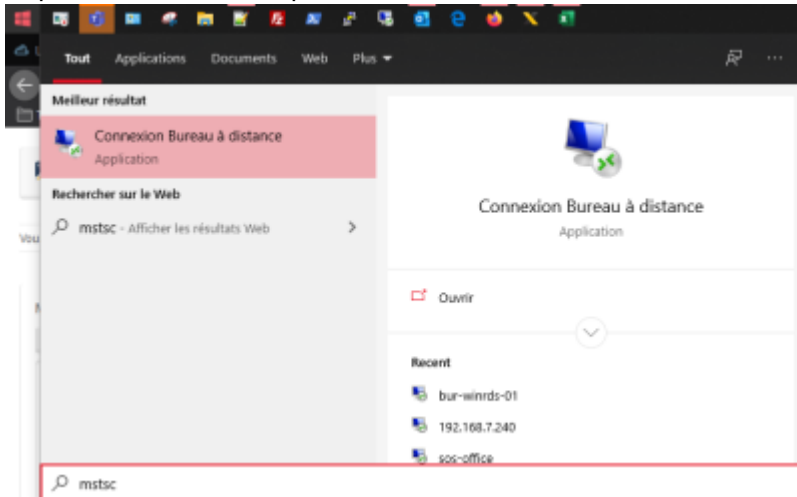 Tout Applications Documents Web Plus
Meilleur résultat
Connexion Bureau à distance
Application
Rechercher sur le Web
mstsc - Afficher les résultats Web
Connexion Bureau à distance
Application
Ouvrir
Recent
bur-winrds-01
192.168.7.240
sos-office
mstsc